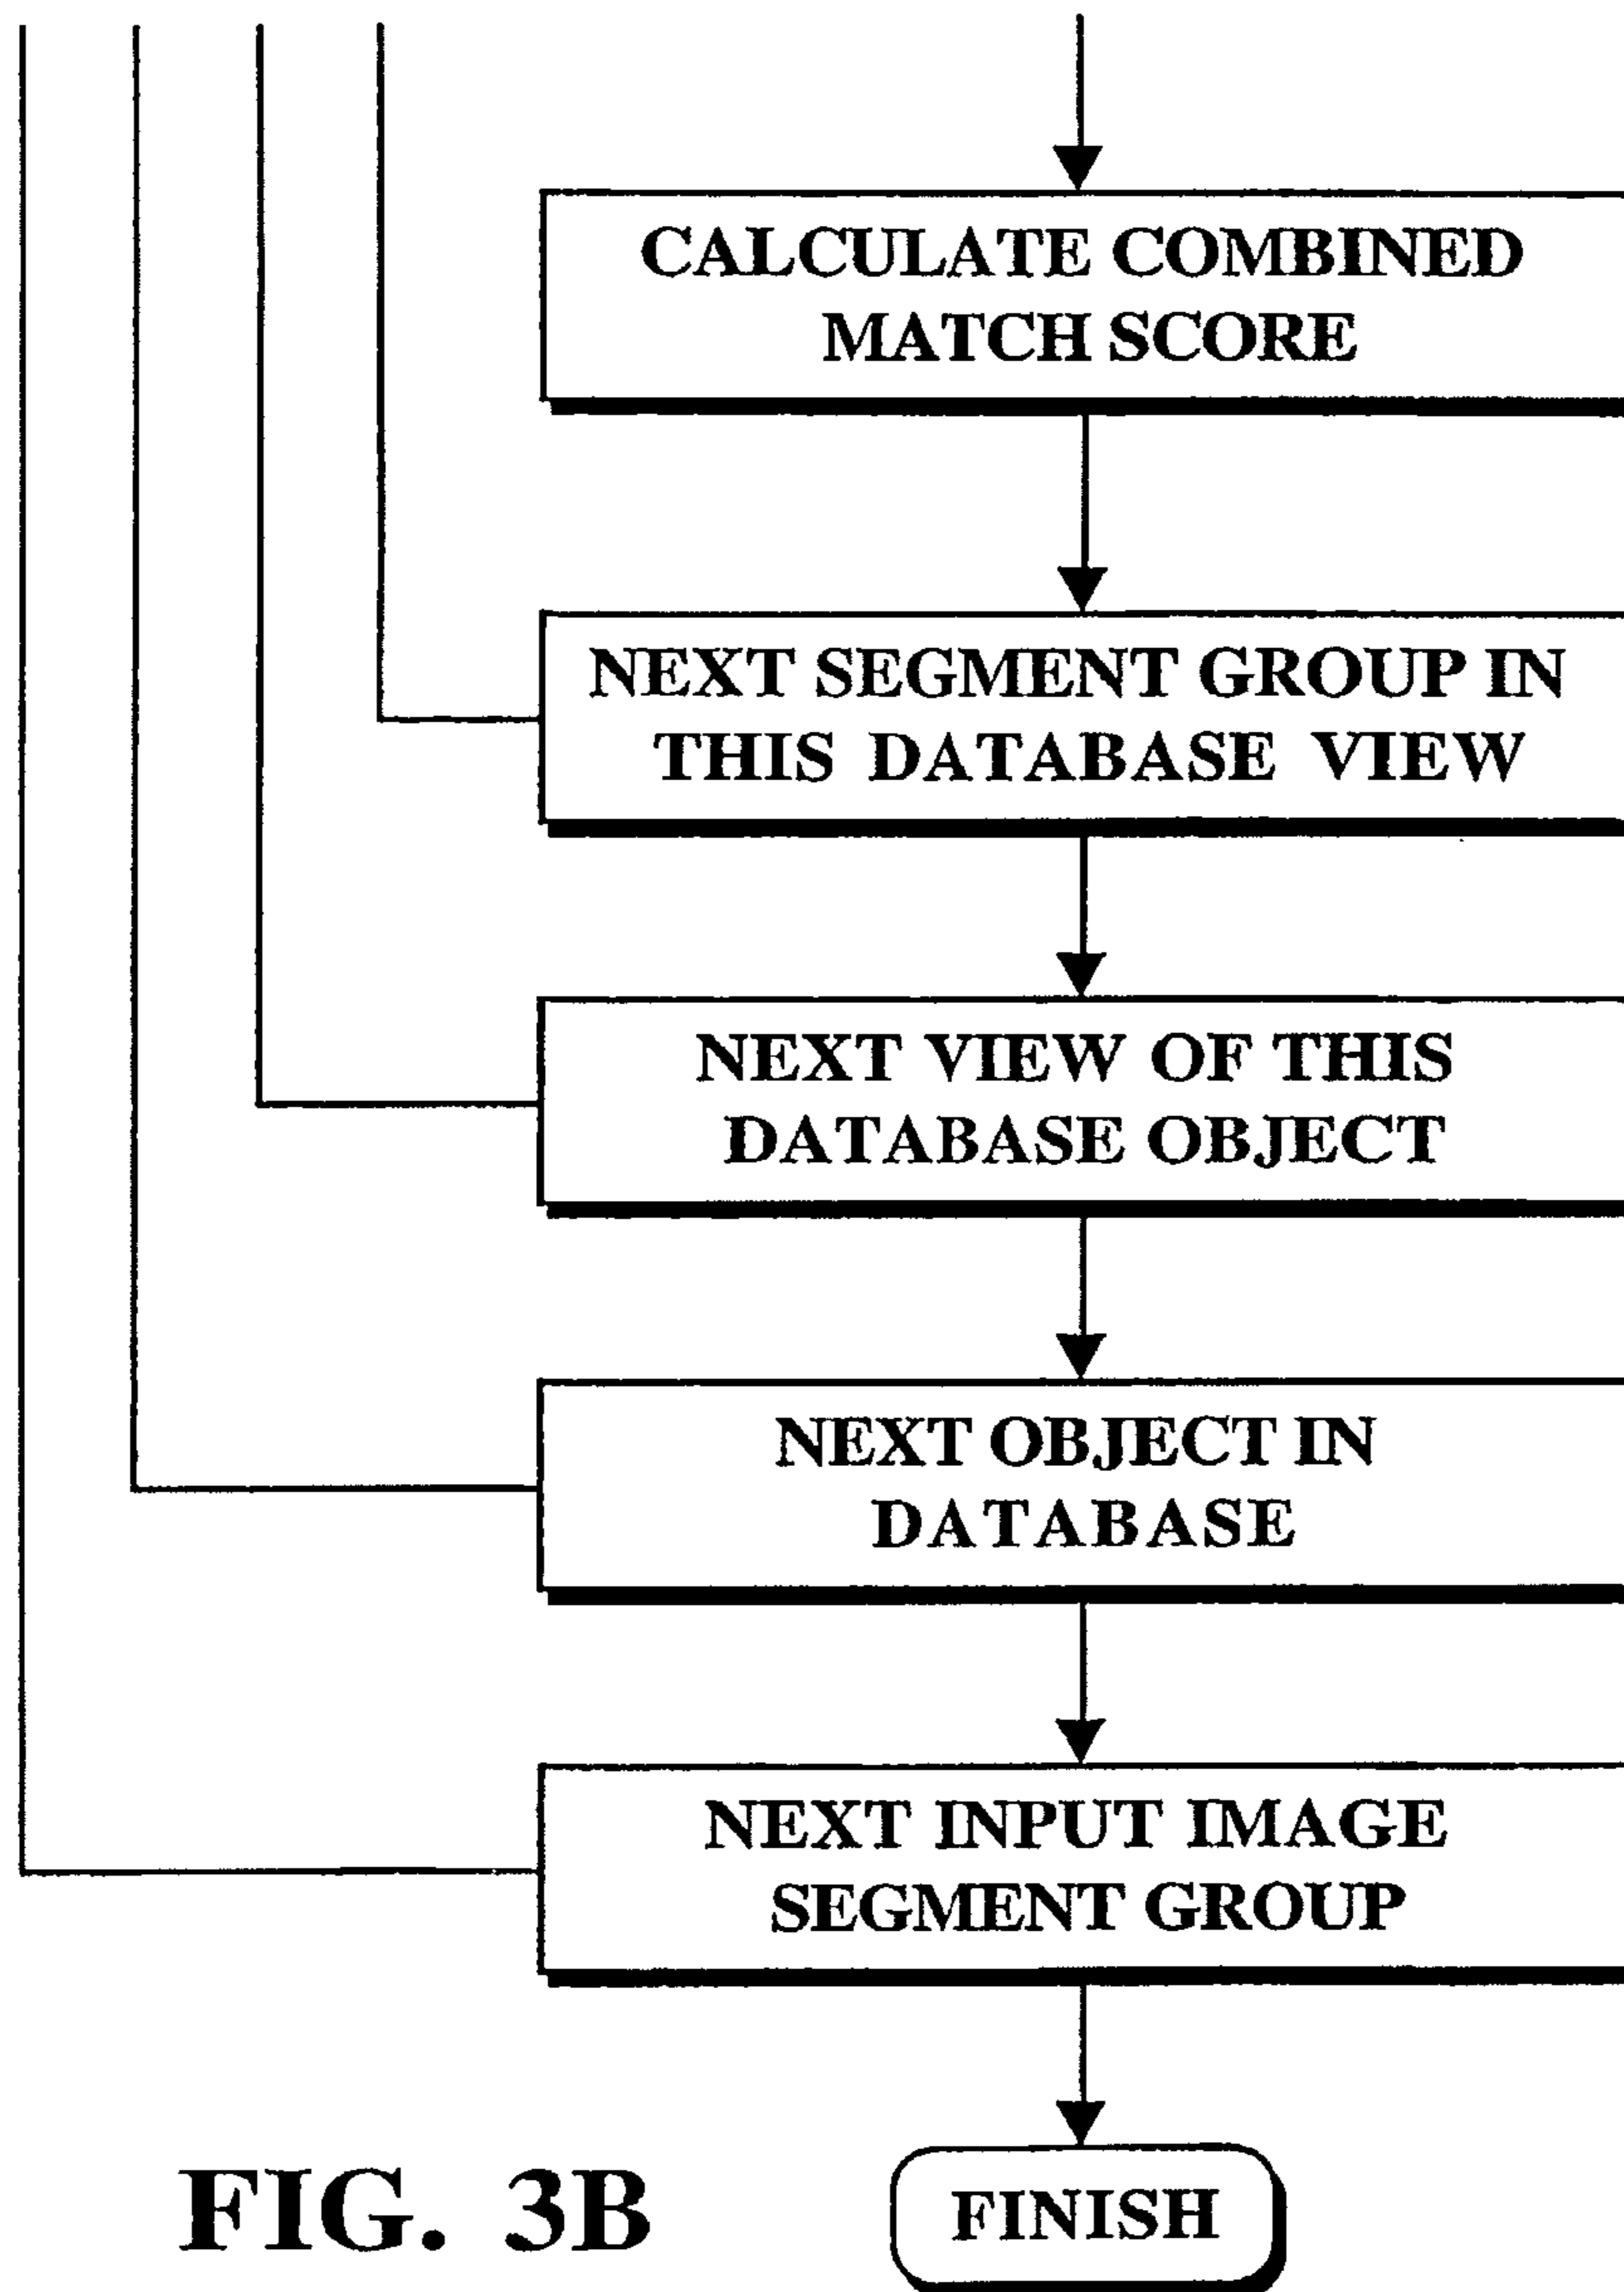 CALCULATE COMBINED
MATCH SCORE
NEXT SEGMENT GROUP IN
THIS DATABASE VIEW
NEXT VIEW OF THIS
DATABASE OBJECT
NEXT OBJECT IN
DATABASE
NEXT INPUT IMAGE
SEGMENT GROUP
FINISH
FIG. 3B